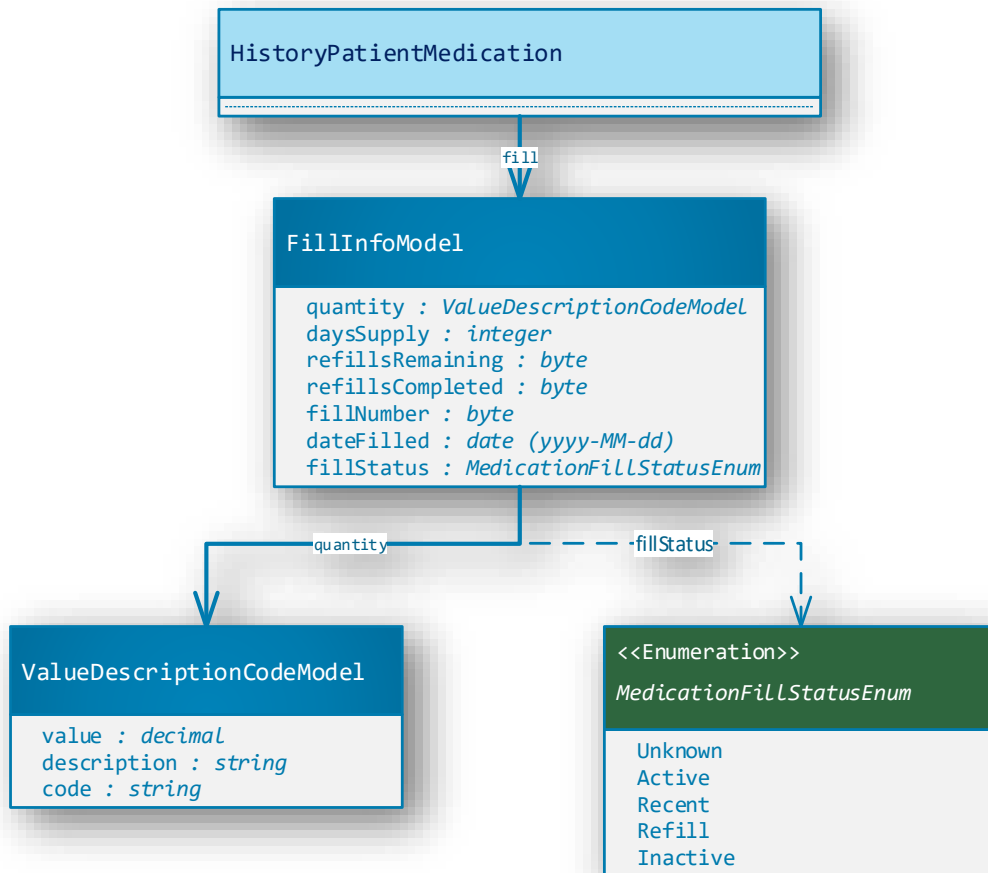 HistoryPatientMedication
fill
FillInfoModel
quantity : ValueDescriptionCodeModel
daysSupply : integer
refillsRemaining : byte
refillsCompleted : byte
fillNumber : byte
dateFilled : date (yyyy-MM-dd)
fillStatus : MedicationFillStatusEnum
quantity
fillStatus
ValueDescriptionCodeModel
value : decimal
description : string
code : string
<<Enumeration>>
MedicationFillStatusEnum
Unknown
Active
Recent
Refill
Inactive